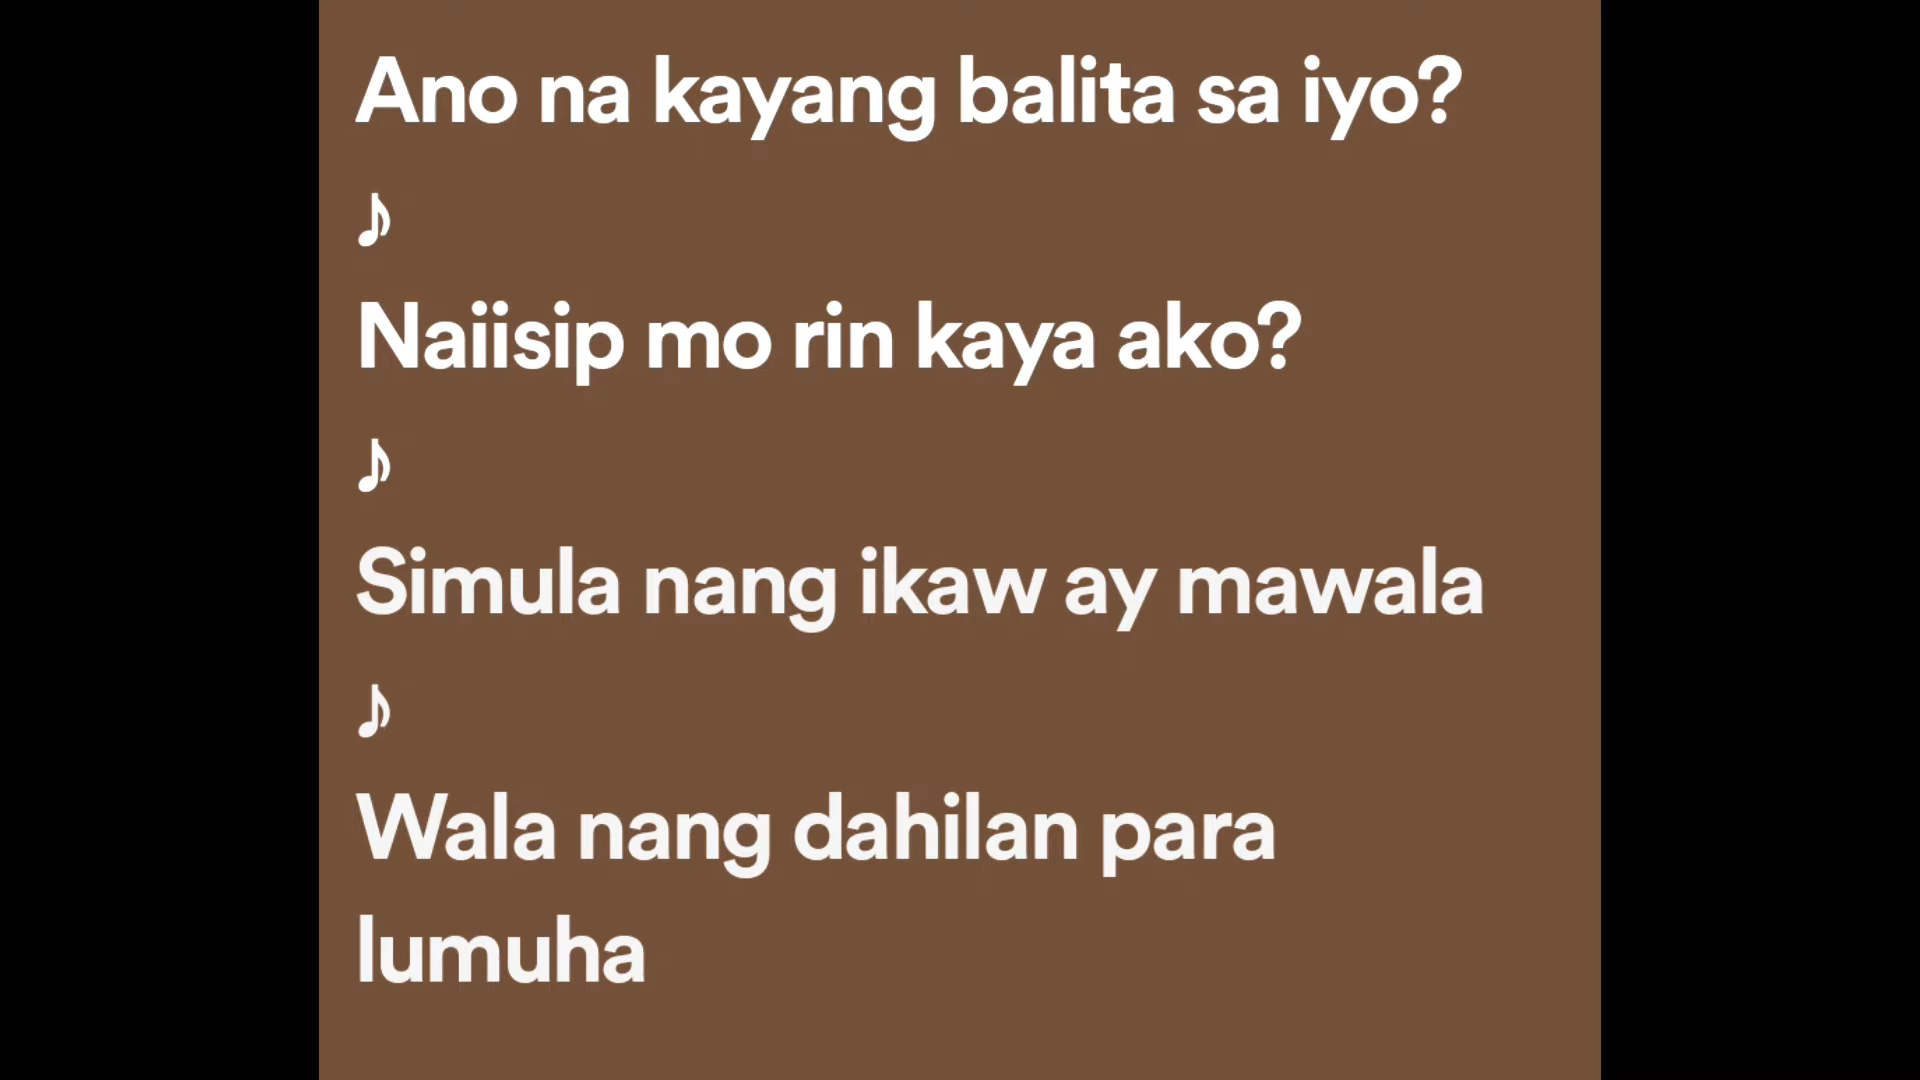 Ano na kayang balita sa iyo?
♪
Naiisip mo rin kaya ako?
♪
Simula nang ikaw ay mawala
♪
Wala nang dahilan para
lumuha